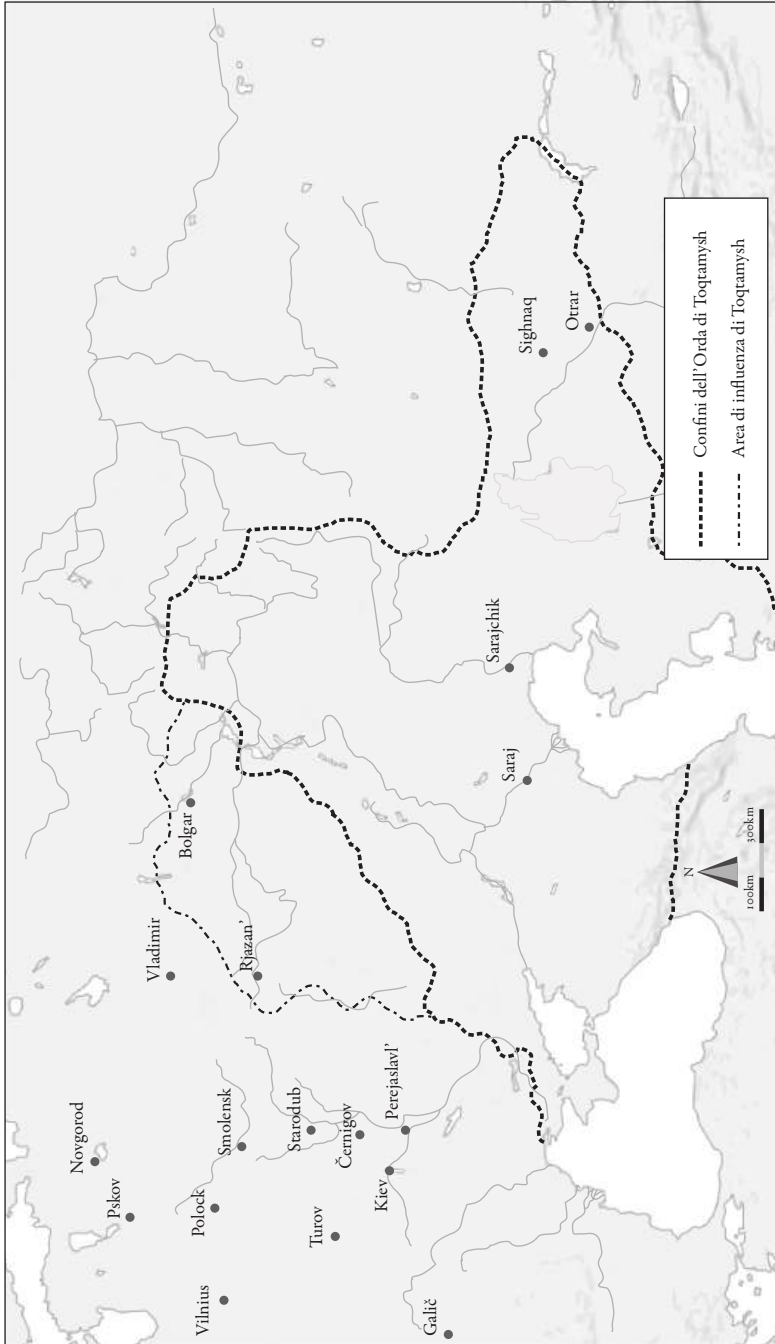 Novgorod
Pskov
Vladimir
Bolgar
Polock
Smolensk
Vilnius
Rjazan'
Starodub
Turov
Černigov
Kiev
Perejaslavl'
Galič
Saraj
Sarajchik
Sighnaq
Otrar
N
100km
300km
Confini dell'Orda di Toqtamysh
Area di influenza di Toqtamysh